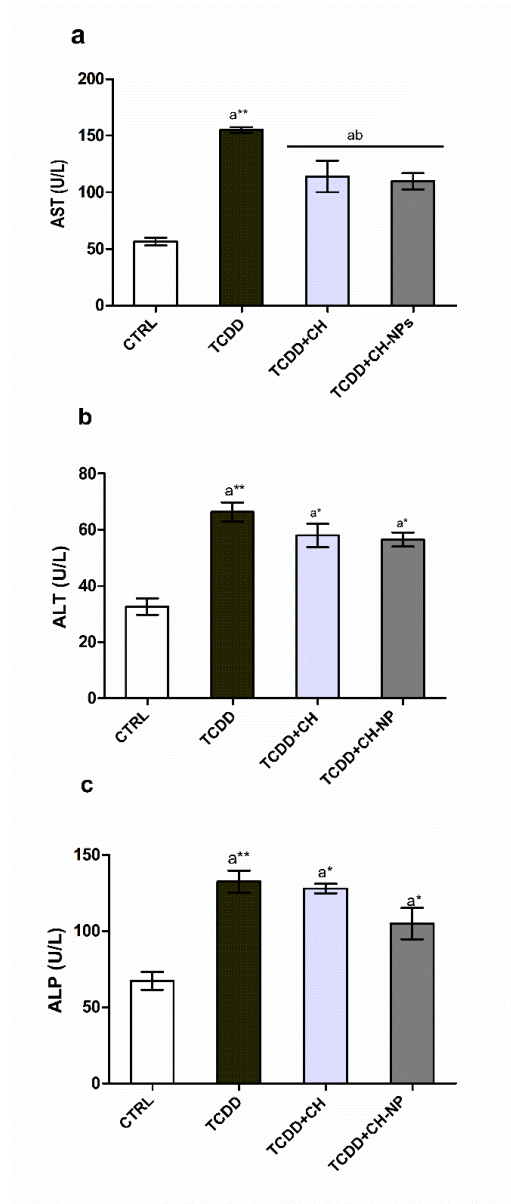 a
200
150
100
50
0
AST (U/L)
a**
ab
CTRL
TCDD
TCDD+CH
TCDD+CH-NPs
b
80
60
40
20
0
ALT (U/L)
a**
a*
a*
CTRL
TCDD
TCDD+CH
TCDD+CH-NP
c
150
100
50
0
ALP (U/L)
a**
a*
a*
CTRL
TCDD
TCDD+CH
TCDD+CH-NP